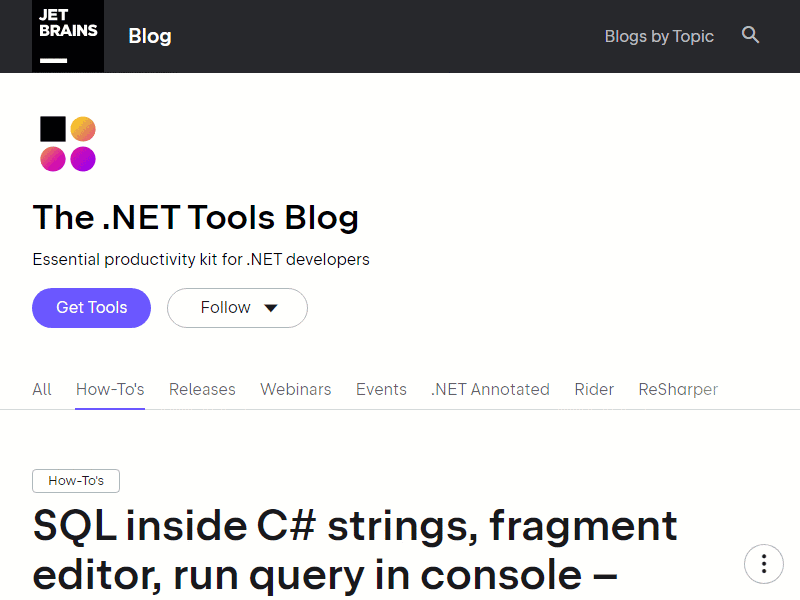 JET
BRAINS
Blog
Blogs by Topic
The .NET Tools Blog
Essential productivity kit for .NET developers
Get Tools
Follow
All How-To's Releases Webinars Events .NET Annotated Rider ReSharper
How-To's
SQL inside C# strings, fragment
editor, run query in console –